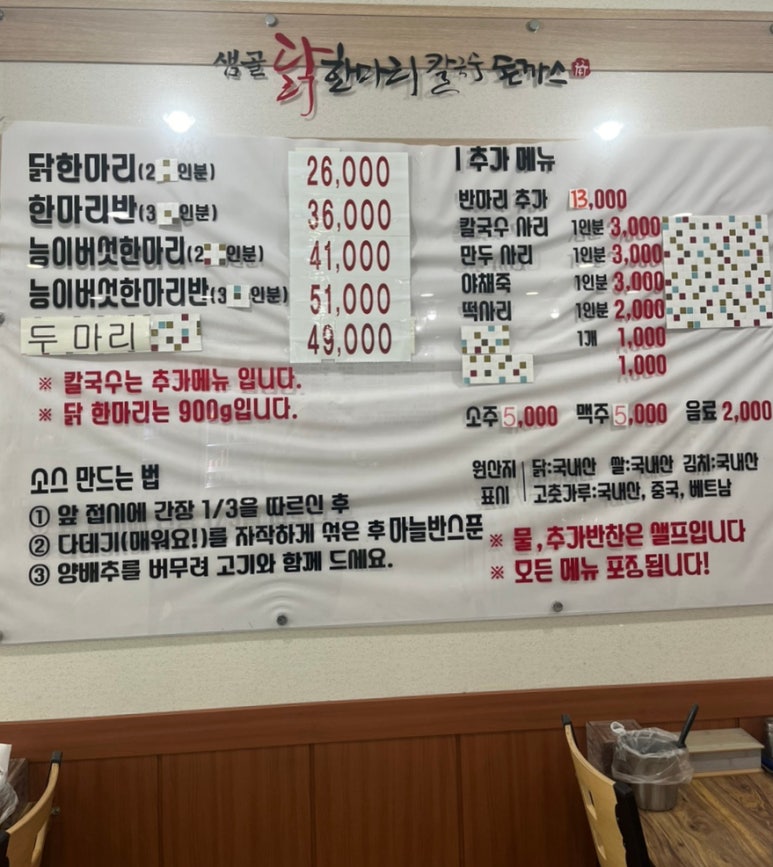 샘골 닭한마리 칼국수 돈까스
닭한마리(2인분) 26,000
한마리반(3인분) 36,000
능이버섯한마리(2인분) 41,000
능이버섯한마리반(3인분) 51,000
두마리 49,000
※ 칼국수는 추가메뉴 입니다.
※ 닭 한마리는 900g입니다.
소스 만드는 법
① 앞 접시에 간장 1/3을 따르인 후
② 다데기(매워요!)를 자작하게 섞은 후 마늘반스푼
③ 양배추를 버무려 고기와 함께 드세요.
추가 메뉴
반마리 추가 13,000
칼국수 사리 1인분 3,000
만두 사리 1인분 3,000
야채죽 1인분 3,000
떡사리 1인분 2,000
1개 1,000
1,000
소주 5,000 맥주 5,000 음료 2,000
원산지 표시 닭:국내산 쌀:국내산 김치:국내산
고춧가루:국내산, 중국, 베트남
※ 물,추가반찬은 셀프입니다
※ 모든 메뉴 포장됩니다!